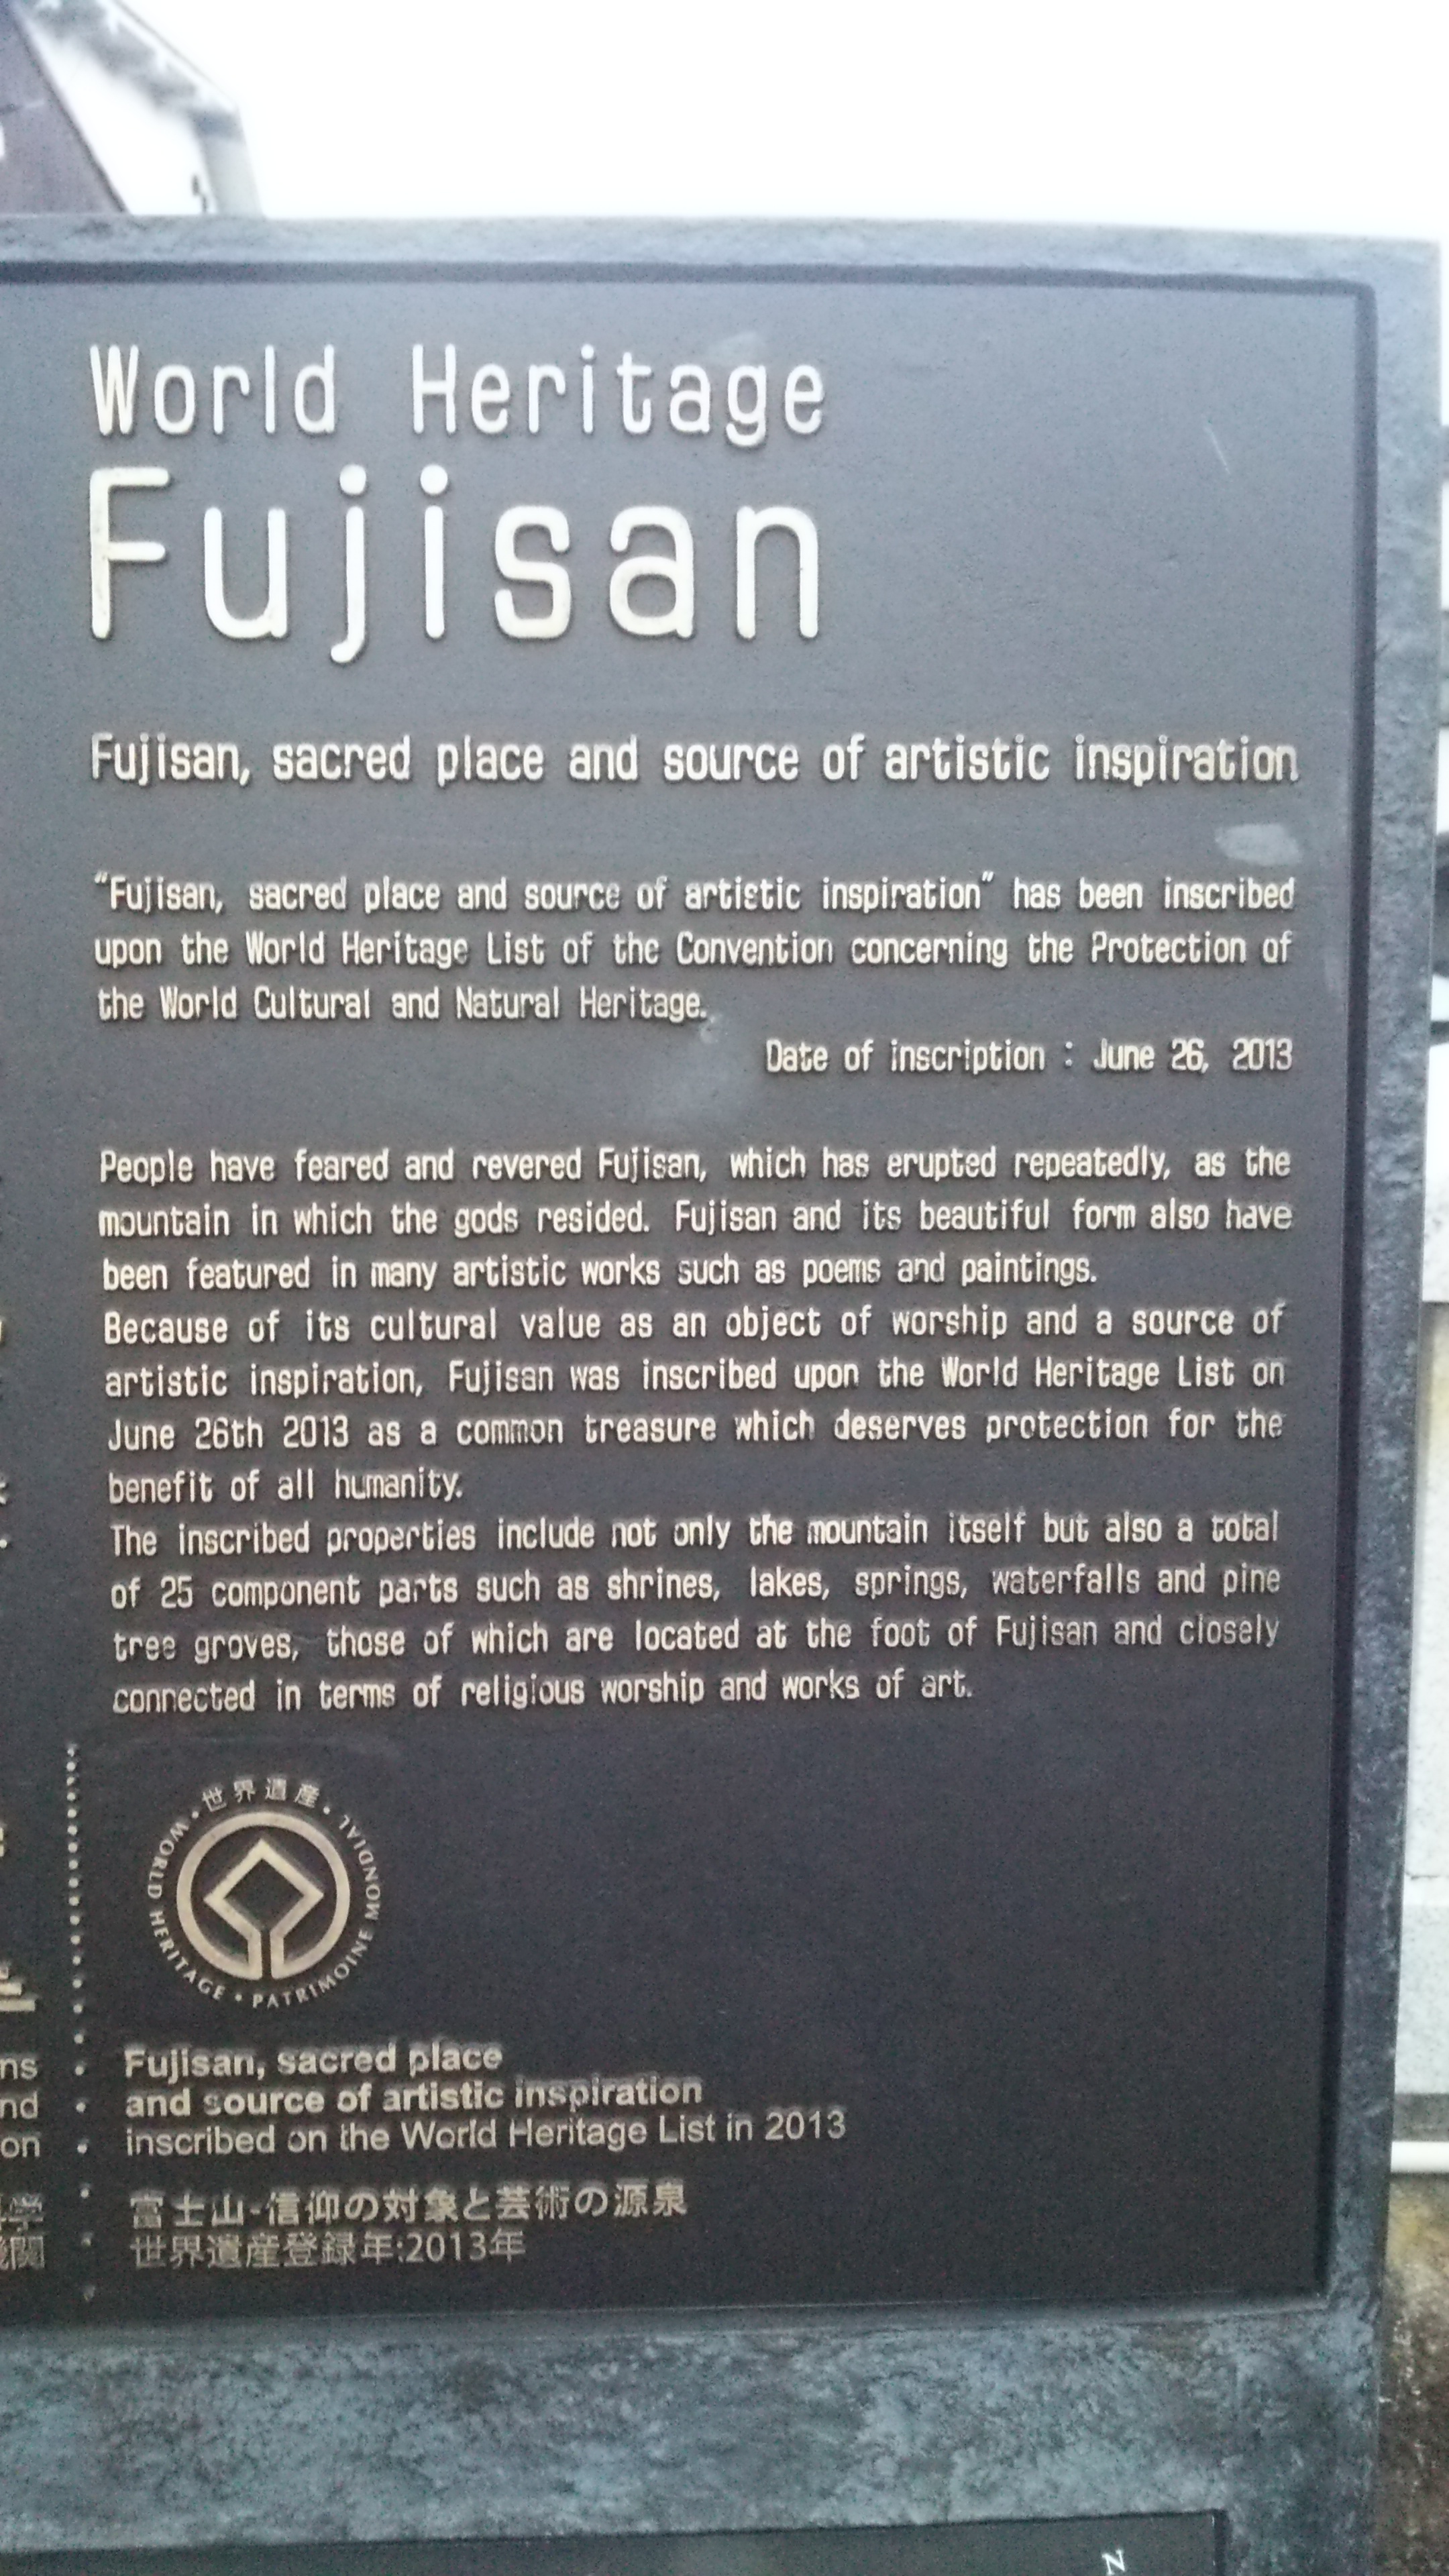 World Heritage
Fujisan
Fujisan, sacred place and source of artistic inspiration
“Fujisan, sacred place and source of artistic inspiration” has been inscribed
upon the World Heritage List of the Convention concerning the Protection of
the World Cultural and Natural Heritage.
Date of inscription : June 26, 2013
People have feared and revered Fujisan, which has erupted repeatedly, as the
mountain in which the gods resided. Fujisan and its beautiful form also have
been featured in many artistic works such as poems and paintings.
Because of its cultural value as an object of worship and a source of
artistic inspiration, Fujisan was inscribed upon the World Heritage List on
June 26th 2013 as a common treasure which deserves protection for the
benefit of all humanity.
The inscribed properties include not only the mountain itself but also a total
of 25 component parts such as shrines, lakes, springs, waterfalls and pine
tree groves, those of which are located at the foot of Fujisan and closely
connected in terms of religious worship and works of art.
世界遺産 • WORLD HERITAGE • PATRIMOINE MONDIAL •
Fujisan, sacred place
and source of artistic inspiration
inscribed on the World Heritage List in 2013
富士山-信仰の対象と芸術の源泉
世界遺産登録年:2013年
N